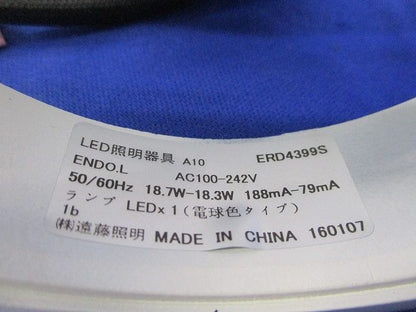 LED照明器具 A10 ERD4399S
ENDO.L AC100-242V
50/60Hz 18.7W-18.3W 188mA-79mA
ランプ LED×1(電球色タイプ)
1b
(株)遠藤照明 MADE IN CHINA 160107